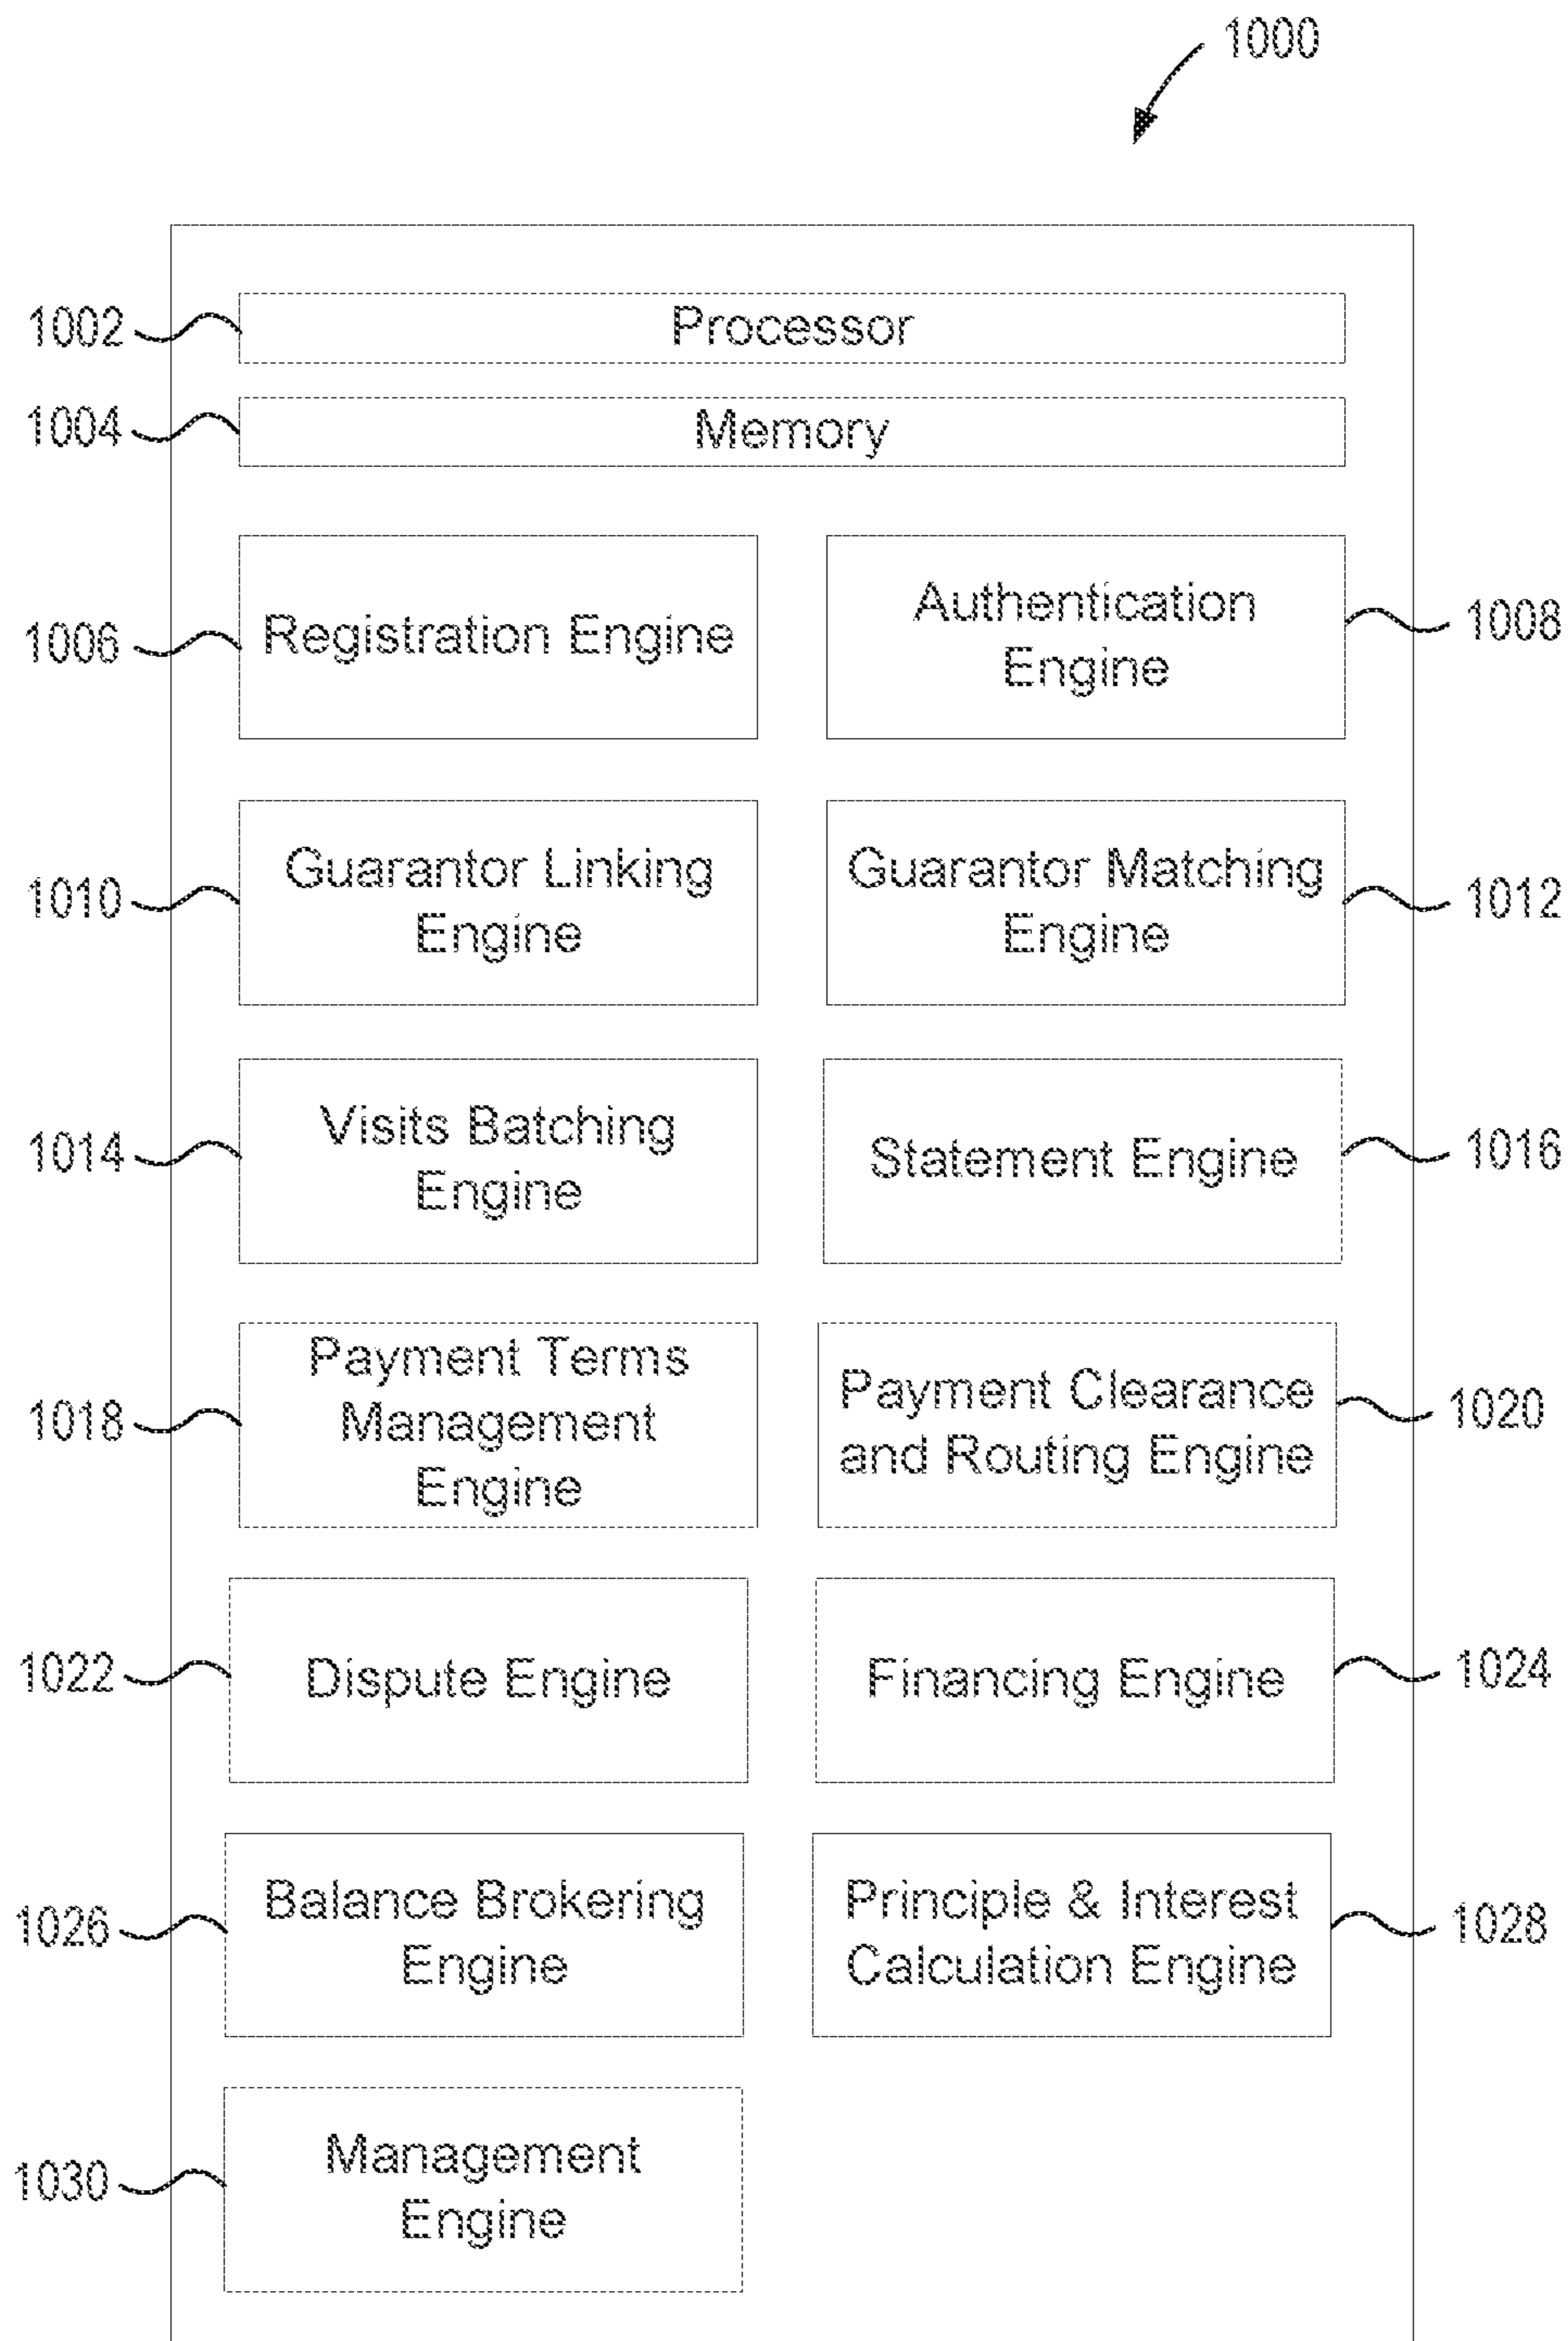 1000
1002
Processor
1004
Memory
1006
Registration Engine
Authentication
Engine
1008
1010
Guarantor Linking
Engine
Guarantor Matching
Engine
1012
1014
Visits Batching
Engine
Statement Engine
1016
1018
Payment Terms
Management
Engine
Payment Clearance
and Routing Engine
1020
1022
Dispute Engine
Financing Engine
1024
1026
Balance Brokering
Engine
Principle & Interest
Calculation Engine
1028
1030
Management
Engine